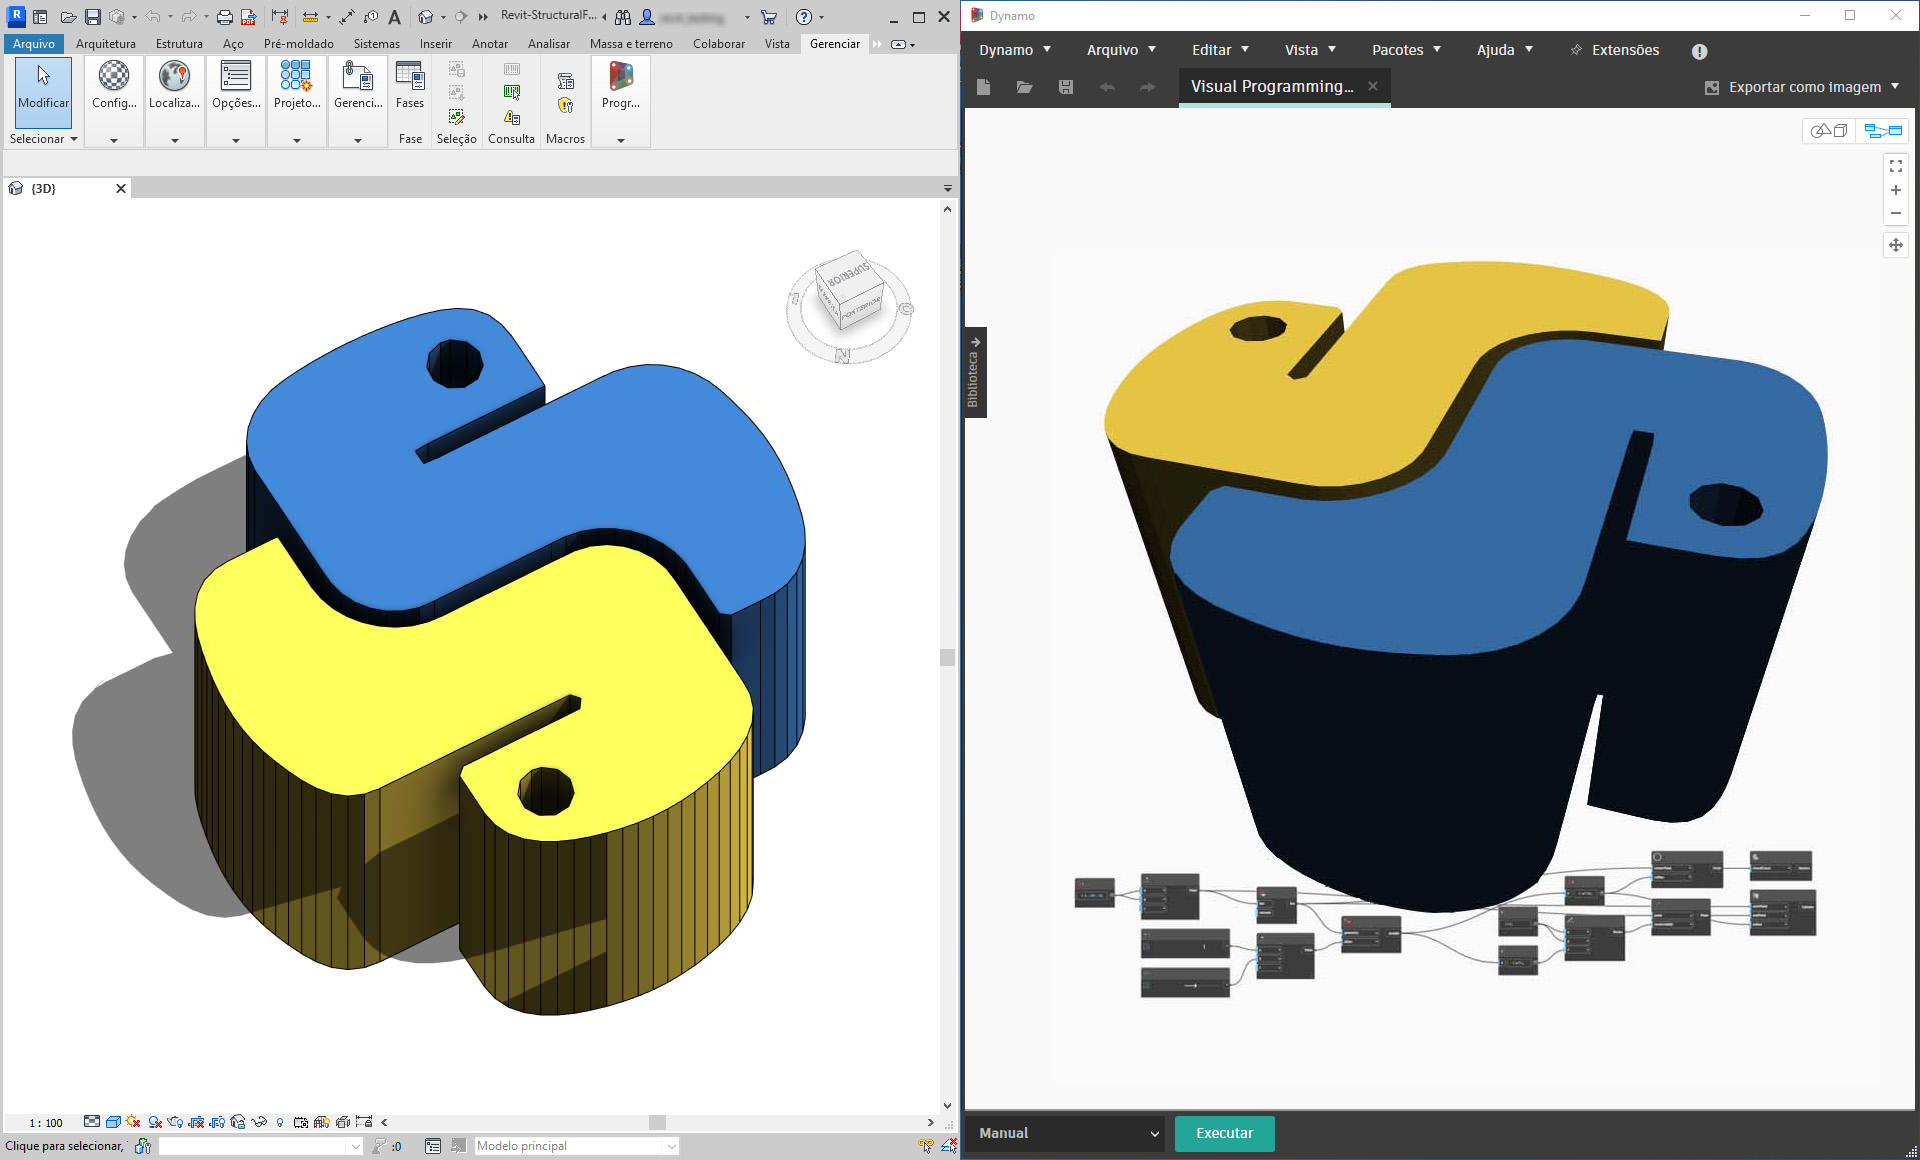 Revit-StructuralF...
Arquivo
Arquitetura
Estrutura
Aço
Pré-moldado
Sistemas
Inserir
Anotar
Analisar
Massa e terreno
Colaborar
Vista
Gerenciar
Modificar
Config...
Localiza...
Opções...
Projeto...
Gerenci...
Fases
Progr...
Selecionar
Fase
Seleção
Consulta
Macros
{3D}
SUPERIOR
POSTERIOR
N
1 : 100
Clique para selecionar,
:0
Modelo principal
Dynamo
Dynamo
Arquivo
Editar
Vista
Pacotes
Ajuda
Extensões
Visual Programming...
Exportar como imagem
Biblioteca
Manual
Executar